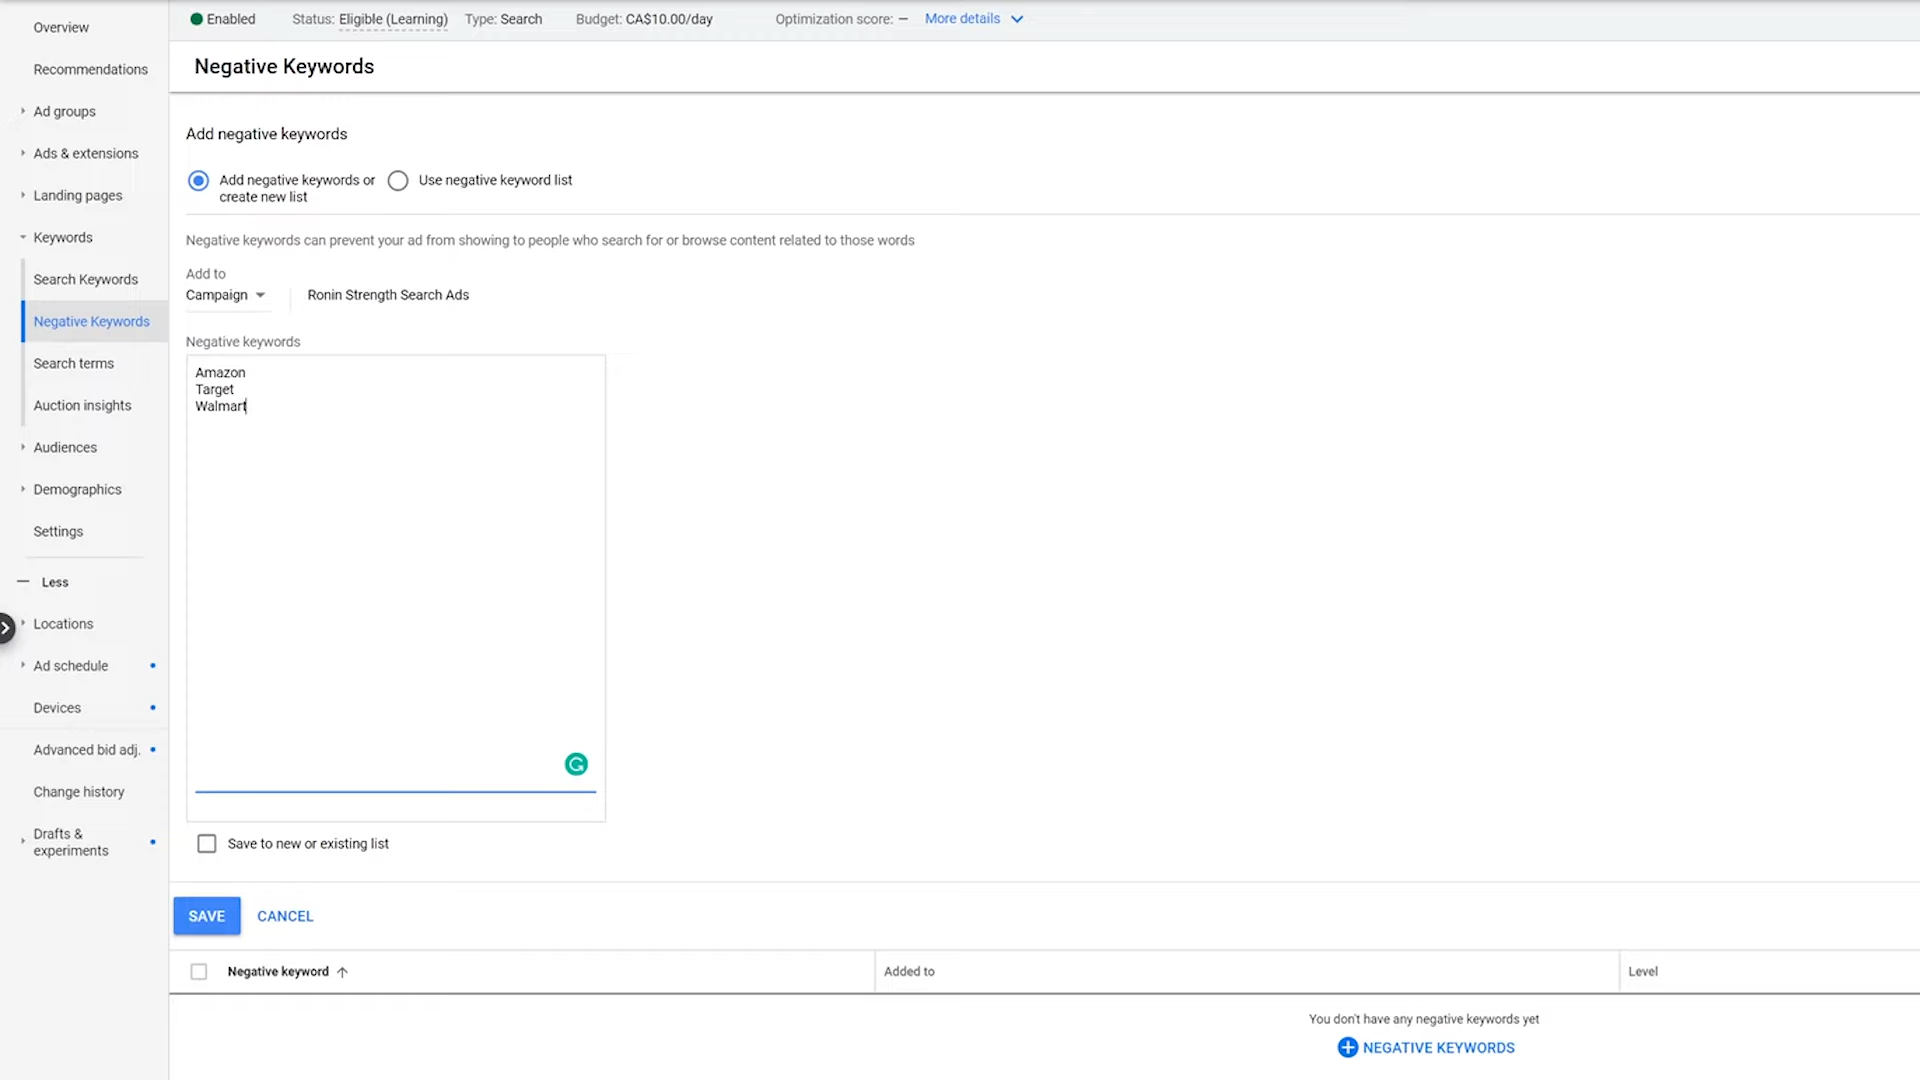 Overview
Recommendations
Ad groups
Ads & extensions
Landing pages
Keywords
Search Keywords
Negative Keywords
Search terms
Auction insights
Audiences
Demographics
Settings
Less
Locations
Ad schedule
Devices
Advanced bid adj.
Change history
Drafts &
experiments
Enabled Status: Eligible (Learning) Type: Search Budget: CA$10.00/day Optimization score: – More details
Negative Keywords
Add negative keywords
Add negative keywords or
create new list
Use negative keyword list
Negative keywords can prevent your ad from showing to people who search for or browse content related to those words
Add to
Campaign Ronin Strength Search Ads
Negative keywords
Amazon
Target
Walmart
Save to new or existing list
SAVE CANCEL
Negative keyword Added to Level
You don't have any negative keywords yet
NEGATIVE KEYWORDS